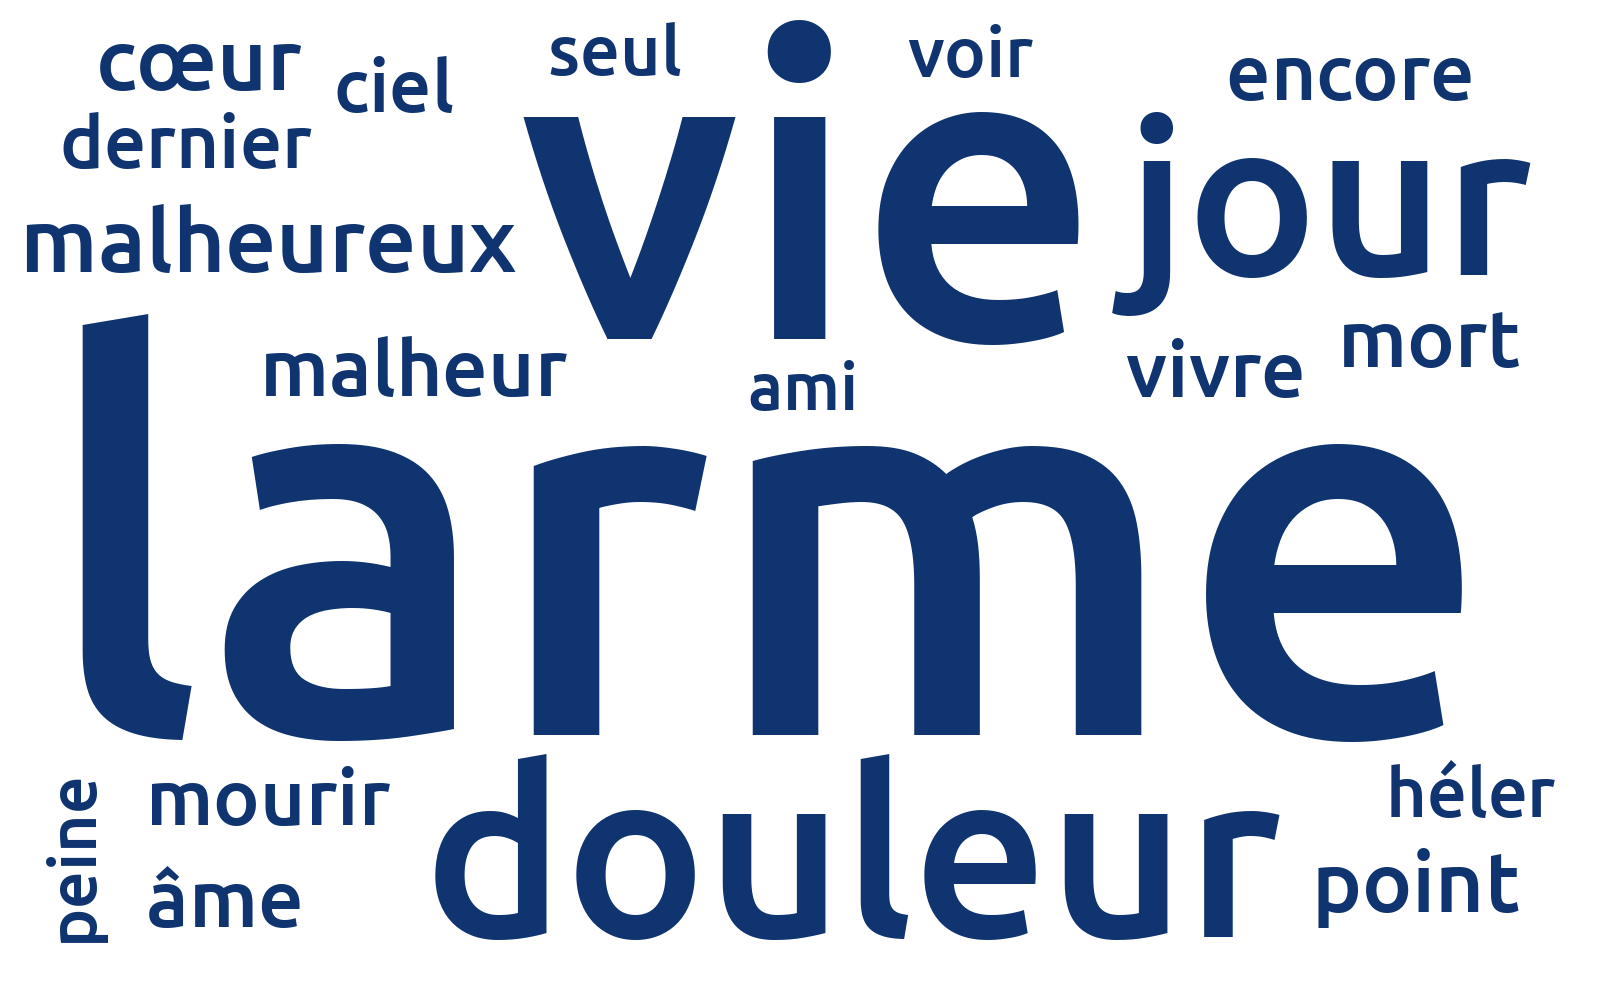 cœur
ciel
seul
voir
encore
dernier
vie
jour
malheureux
malheur
ami
vivre
mort
larme
peine
mourir
douleur
héler
âme
point